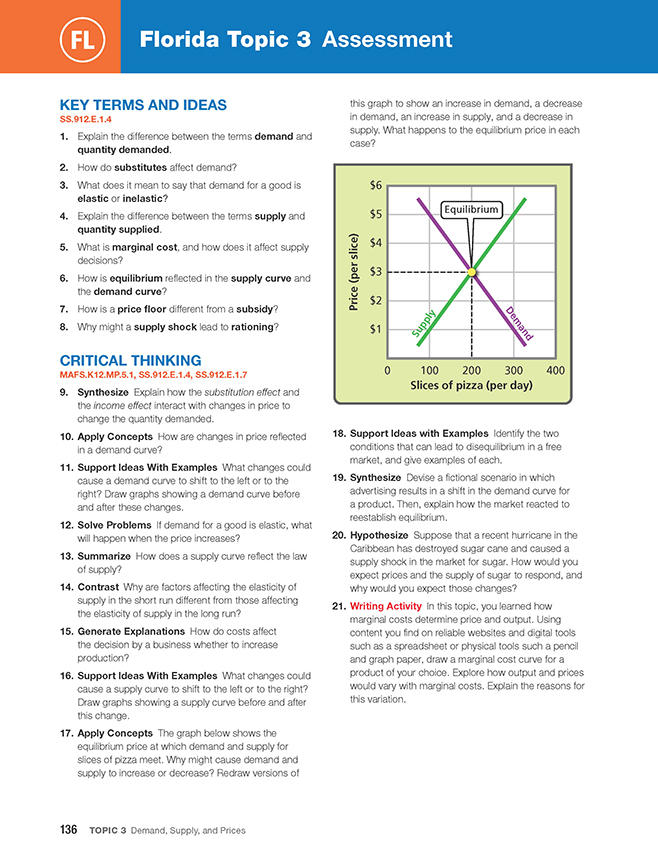 FL
Florida Topic 3 Assessment
KEY TERMS AND IDEAS
SS.912.E.1.4
1. Explain the difference between the terms demand and
quantity demanded.
2. How do substitutes affect demand?
3. What does it mean to say that demand for a good is
elastic or inelastic?
4. Explain the difference between the terms supply and
quantity supplied.
5. What is marginal cost, and how does it affect supply
decisions?
6. How is equilibrium reflected in the supply curve and
the demand curve?
7. How is a price floor different from a subsidy?
8. Why might a supply shock lead to rationing?
CRITICAL THINKING
MAFS.K12.MP.5.1, SS.912.E.1.4, SS.912.E.1.7
9. Synthesize Explain how the substitution effect and
the income effect interact with changes in price to
change the quantity demanded.
10. Apply Concepts How are changes in price reflected
in a demand curve?
11. Support Ideas With Examples What changes could
cause a demand curve to shift to the left or to the
right? Draw graphs showing a demand curve before
and after these changes.
12. Solve Problems If demand for a good is elastic, what
will happen when the price increases?
13. Summarize How does a supply curve reflect the law
of supply?
14. Contrast Why are factors affecting the elasticity of
supply in the short run different from those affecting
the elasticity of supply in the long run?
15. Generate Explanations How do costs affect
the decision by a business whether to increase
production?
16. Support Ideas With Examples What changes could
cause a supply curve to shift to the left or to the right?
Draw graphs showing a supply curve before and after
this change.
17. Apply Concepts The graph below shows the
equilibrium price at which demand and supply for
slices of pizza meet. Why might cause demand and
supply to increase or decrease? Redraw versions of
this graph to show an increase in demand, a decrease
in demand, an increase in supply, and a decrease in
supply. What happens to the equilibrium price in each
case?
$6
$5
$4
$3
$2
$1
Price (per slice)
Equilibrium
Supply
Demand
0 100 200 300 400
Slices of pizza (per day)
18. Support Ideas with Examples Identify the two
conditions that can lead to disequilibrium in a free
market, and give examples of each.
19. Synthesize Devise a fictional scenario in which
advertising results in a shift in the demand curve for
a product. Then, explain how the market reacted to
reestablish equilibrium.
20. Hypothesize Suppose that a recent hurricane in the
Caribbean has destroyed sugar cane and caused a
supply shock in the market for sugar. How would you
expect prices and the supply of sugar to respond, and
why would you expect those changes?
21. Writing Activity In this topic, you learned how
marginal costs determine price and output. Using
content you find on reliable websites and digital tools
such as a spreadsheet or physical tools such a pencil
and graph paper, draw a marginal cost curve for a
product of your choice. Explore how output and prices
would vary with marginal costs. Explain the reasons for
this variation.
136 TOPIC 3 Demand, Supply, and Prices